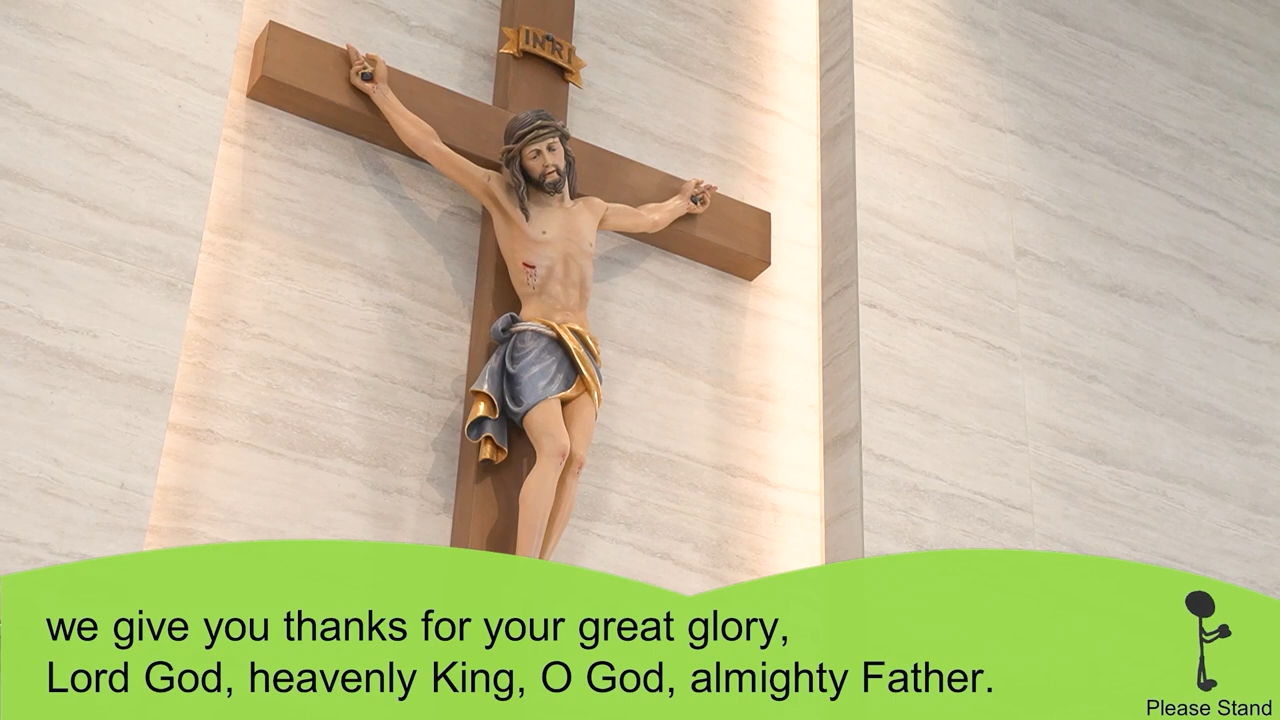 INRI
we give you thanks for your great glory,
Lord God, heavenly King, O God, almighty Father.
Please Stand